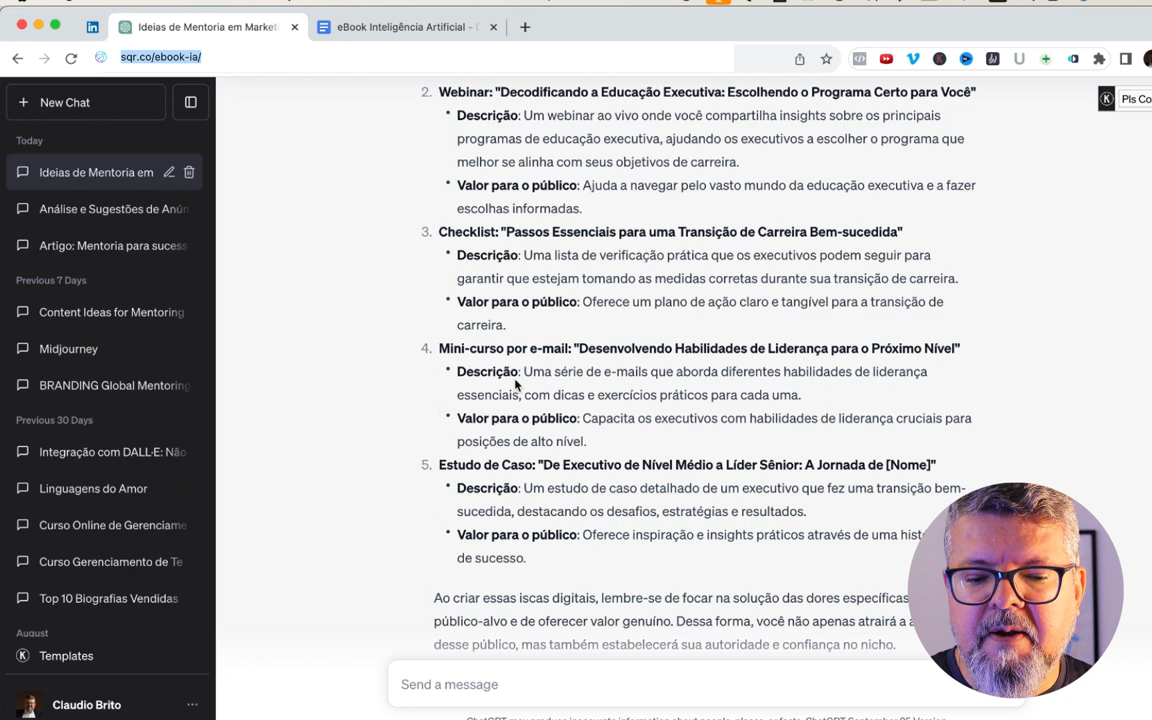 Ideias de Mentoria em Marketi
eBook Inteligência Artificial - D
sqr.co/ebook-ia/
Pls Co
New Chat
Today
Ideias de Mentoria em
Análise e Sugestões de Anún
Artigo: Mentoria para sucess
Previous 7 Days
Content Ideas for Mentoring
Midjourney
BRANDING Global Mentoring
Previous 30 Days
Integração com DALL·E: Não
Linguagens do Amor
Curso Online de Gerenciame
Curso Gerenciamento de Te
Top 10 Biografias Vendidas
August
Templates
Claudio Brito
2. Webinar: "Decodificando a Educação Executiva: Escolhendo o Programa Certo para Você"
• Descrição: Um webinar ao vivo onde você compartilha insights sobre os principais
programas de educação executiva, ajudando os executivos a escolher o programa que
melhor se alinha com seus objetivos de carreira.
• Valor para o público: Ajuda a navegar pelo vasto mundo da educação executiva e a fazer
escolhas informadas.
3. Checklist: "Passos Essenciais para uma Transição de Carreira Bem-sucedida"
• Descrição: Uma lista de verificação prática que os executivos podem seguir para
garantir que estejam tomando as medidas corretas durante sua transição de carreira.
• Valor para o público: Oferece um plano de ação claro e tangível para a transição de
carreira.
4. Mini-curso por e-mail: "Desenvolvendo Habilidades de Liderança para o Próximo Nível"
• Descrição: Uma série de e-mails que aborda diferentes habilidades de liderança
essenciais, com dicas e exercícios práticos para cada uma.
• Valor para o público: Capacita os executivos com habilidades de liderança cruciais para
posições de alto nível.
5. Estudo de Caso: "De Executivo de Nível Médio a Líder Sênior: A Jornada de [Nome]"
• Descrição: Um estudo de caso detalhado de um executivo que fez uma transição bem-
sucedida, destacando os desafios, estratégias e resultados.
• Valor para o público: Oferece inspiração e insights práticos através de uma hist
de sucesso.
Ao criar essas iscas digitais, lembre-se de focar na solução das dores específicas
público-alvo e de oferecer valor genuíno. Dessa forma, você não apenas atrairá a a
desse público, mas também estabelecerá sua autoridade e confiança no nicho.
Send a message